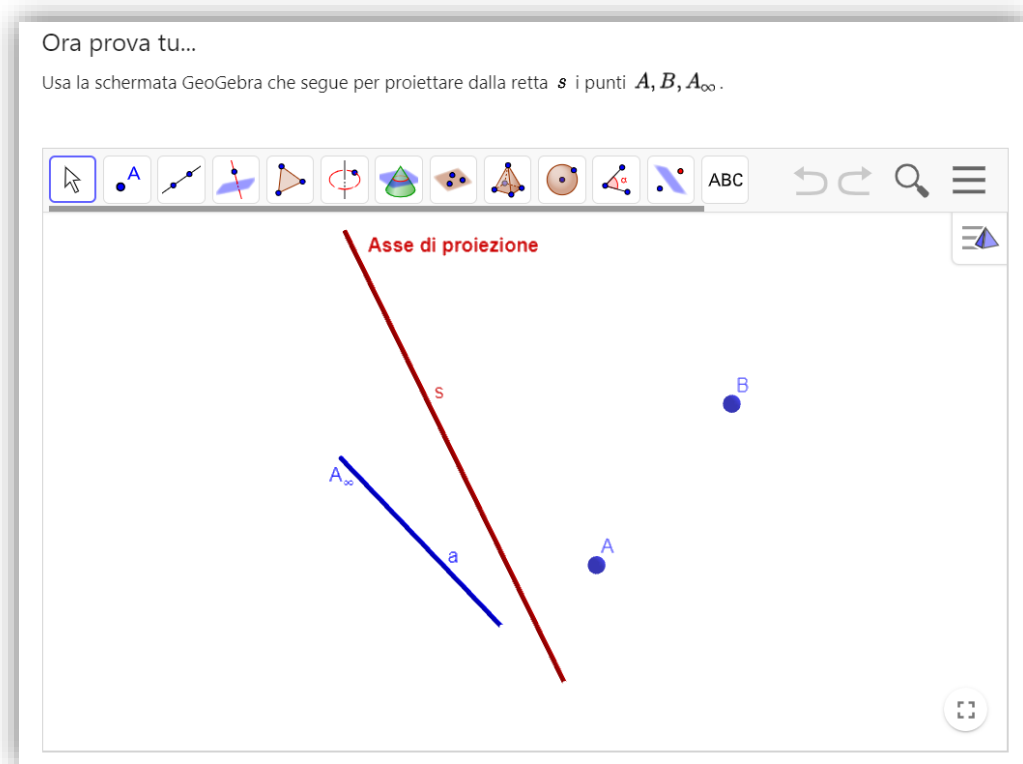 Ora prova tu...
Usa la schermata GeoGebra che segue per proiettare dalla retta s i punti A, B, A∞.
A α ABC
Asse di proiezione
B
s
A∞
A
a